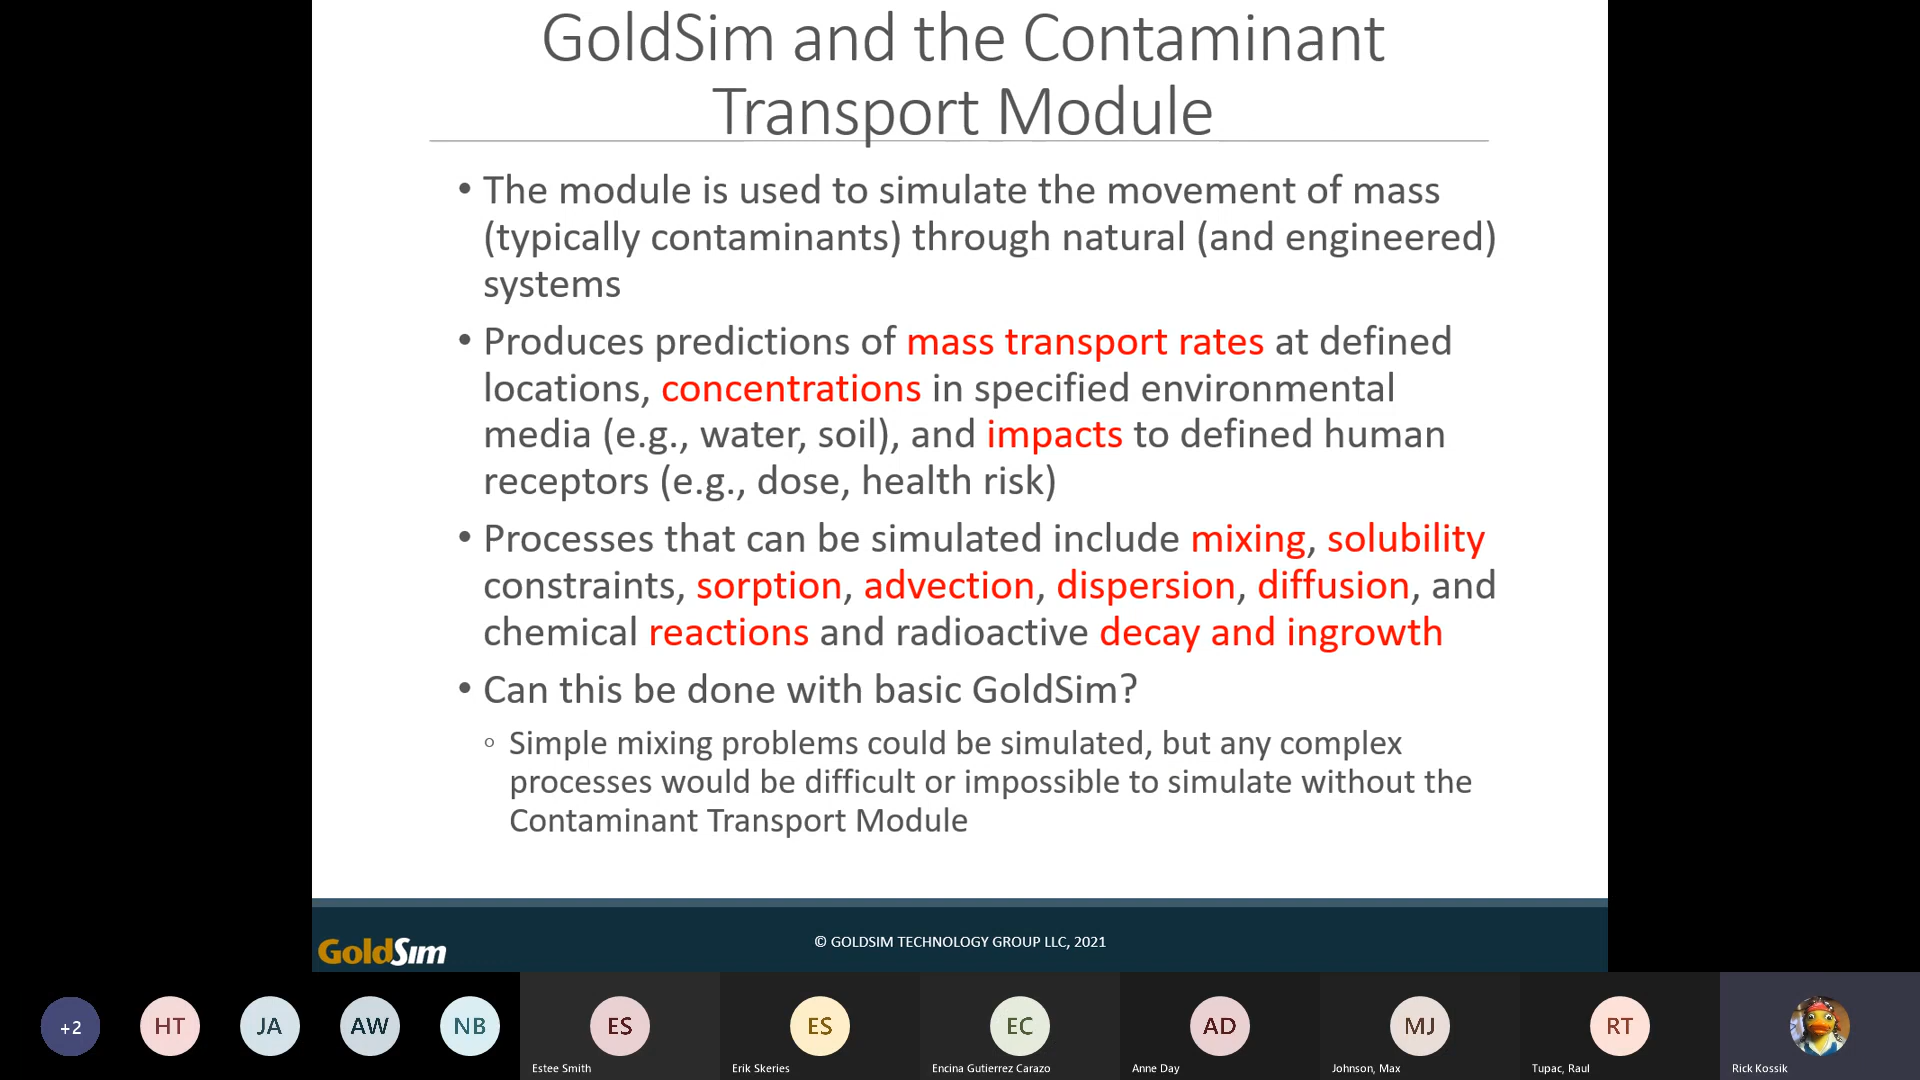 GoldSim and the Contaminant
Transport Module
• The module is used to simulate the movement of mass
(typically contaminants) through natural (and engineered)
systems
• Produces predictions of mass transport rates at defined
locations, concentrations in specified environmental
media (e.g., water, soil), and impacts to defined human
receptors (e.g., dose, health risk)
• Processes that can be simulated include mixing, solubility
constraints, sorption, advection, dispersion, diffusion, and
chemical reactions and radioactive decay and ingrowth
• Can this be done with basic GoldSim?
◦ Simple mixing problems could be simulated, but any complex
processes would be difficult or impossible to simulate without the
Contaminant Transport Module
GoldSim
© GOLDSIM TECHNOLOGY GROUP LLC, 2021
+2 HT JA AW NB ES ES EC AD MJ RT
Estee Smith Erik Skeries Encina Gutierrez Carazo Anne Day Johnson, Max Tupac, Raul Rick Kossik